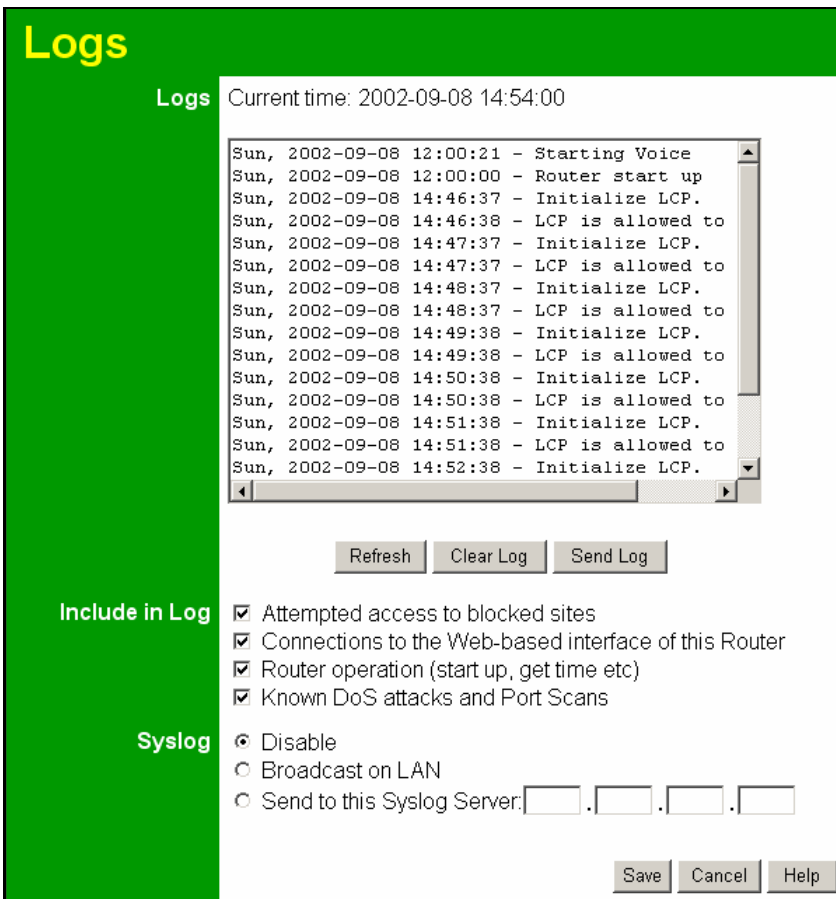 Logs
Logs Current time: 2002-09-08 14:54:00
Sun, 2002-09-08 12:00:21 - Starting Voice
Sun, 2002-09-08 12:00:00 - Router start up
Sun, 2002-09-08 14:46:37 - Initialize LCP.
Sun, 2002-09-08 14:46:38 - LCP is allowed to
Sun, 2002-09-08 14:47:37 - Initialize LCP.
Sun, 2002-09-08 14:47:37 - LCP is allowed to
Sun, 2002-09-08 14:48:37 - Initialize LCP.
Sun, 2002-09-08 14:48:37 - LCP is allowed to
Sun, 2002-09-08 14:49:38 - Initialize LCP.
Sun, 2002-09-08 14:49:38 - LCP is allowed to
Sun, 2002-09-08 14:50:38 - Initialize LCP.
Sun, 2002-09-08 14:50:38 - LCP is allowed to
Sun, 2002-09-08 14:51:38 - Initialize LCP.
Sun, 2002-09-08 14:51:38 - LCP is allowed to
Sun, 2002-09-08 14:52:38 - Initialize LCP.
Refresh Clear Log Send Log
Include in Log Attempted access to blocked sites
Connections to the Web-based interface of this Router
Router operation (start up, get time etc)
Known DoS attacks and Port Scans
Syslog Disable
Broadcast on LAN
Send to this Syslog Server: . . .
Save Cancel Help